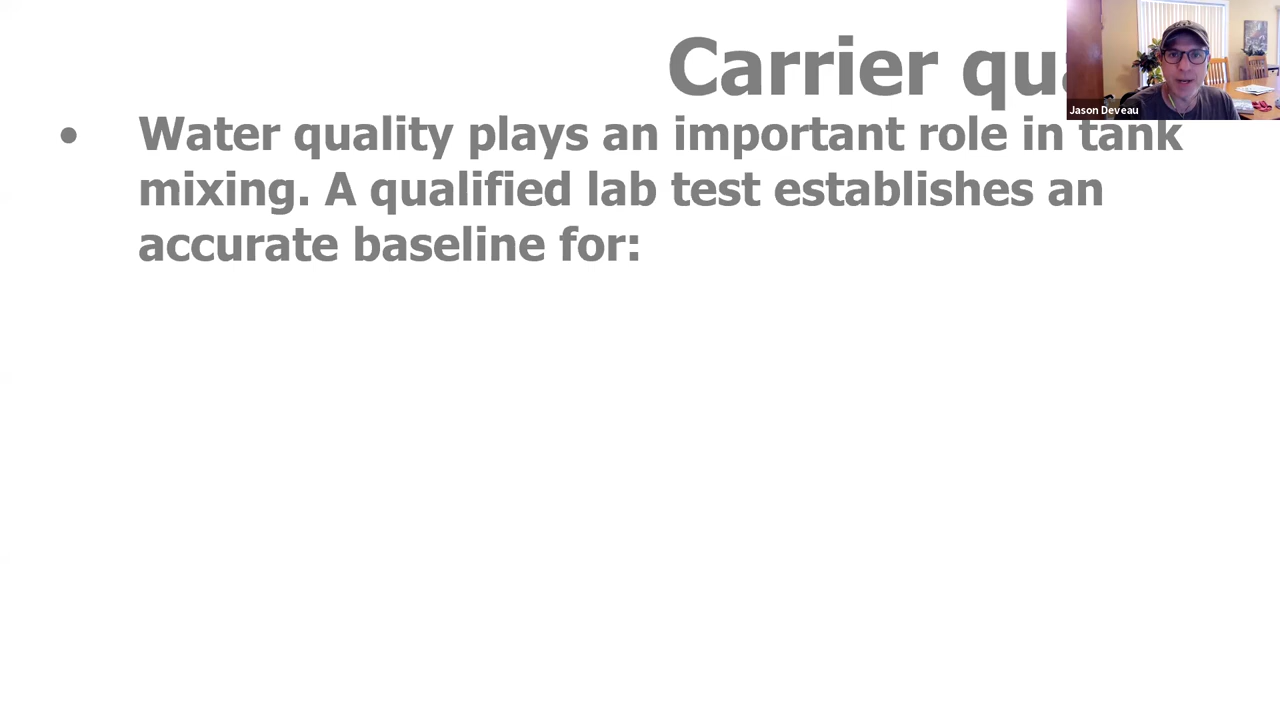 Carrier
Jason Deveau
• Water quality plays an important role in tank
mixing. A qualified lab test establishes an
accurate baseline for: